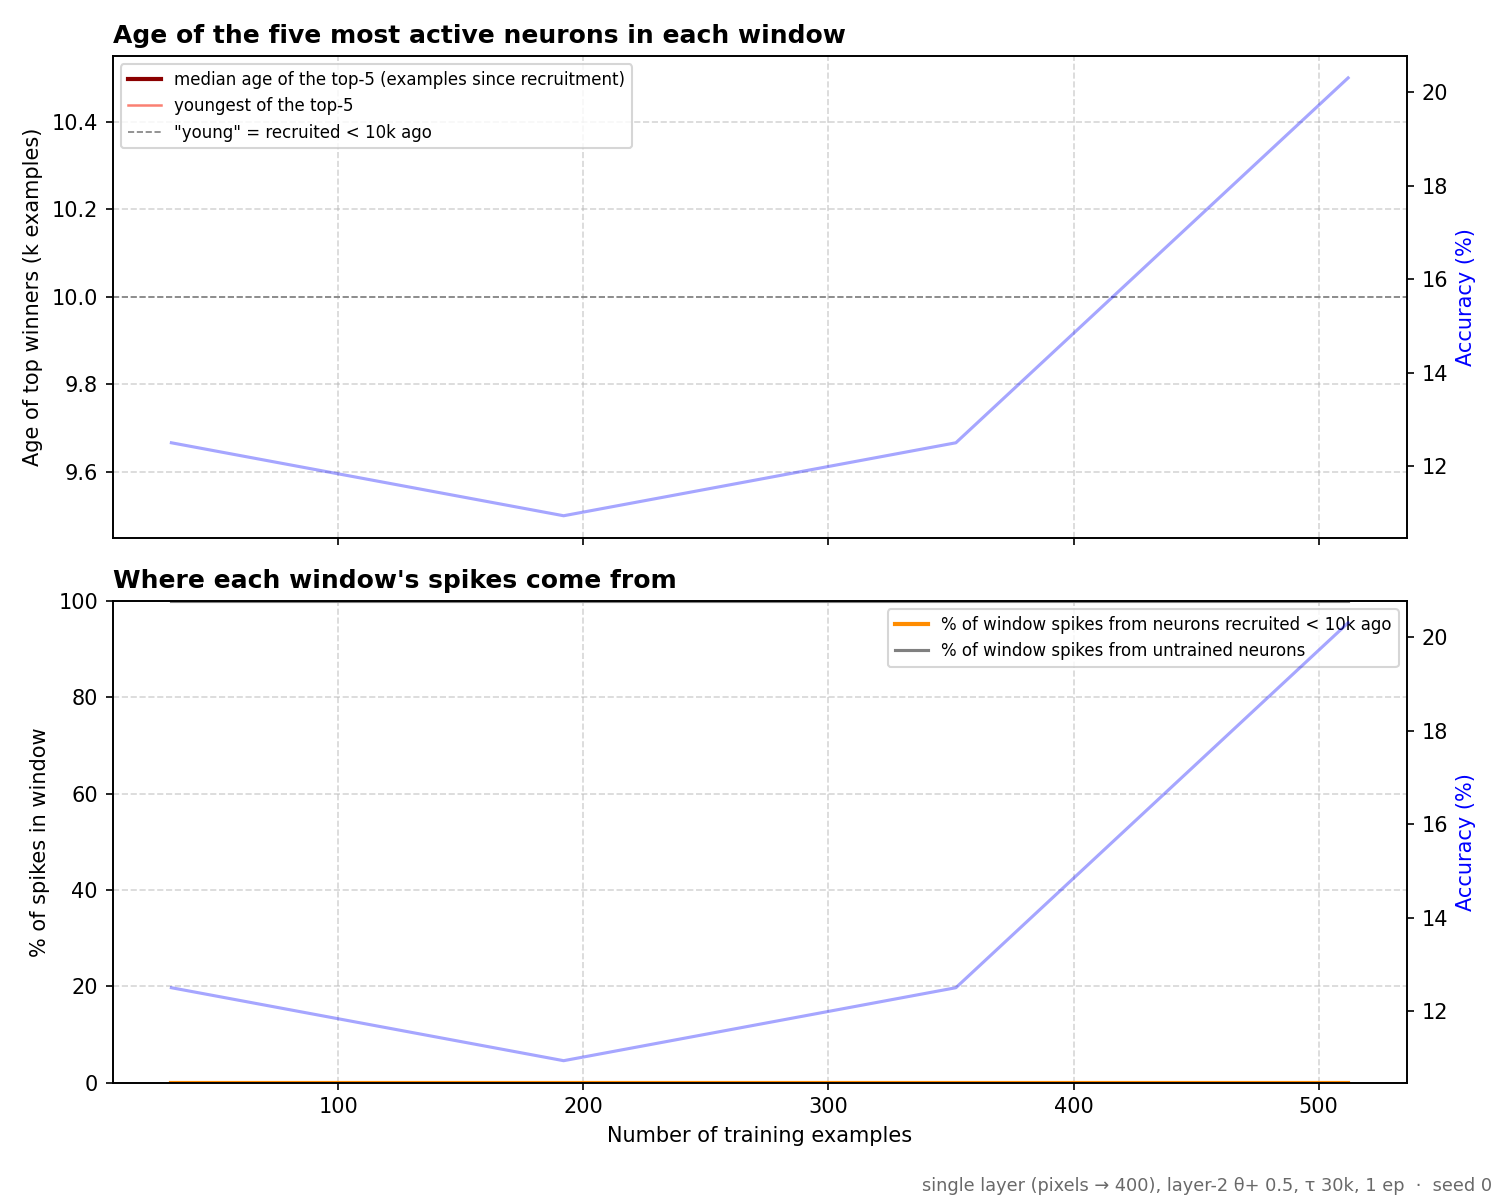 Age of the five most active neurons in each window
median age of the top-5 (examples since recruitment)
youngest of the top-5
"young" = recruited < 10k ago
Age of top winners (k examples)
10.4
10.2
10.0
9.8
9.6
20
18
16
14
12
Accuracy (%)
Where each window's spikes come from
% of window spikes from neurons recruited < 10k ago
% of window spikes from untrained neurons
% of spikes in window
100
80
60
40
20
0
20
18
16
14
12
Accuracy (%)
100 200 300 400 500
Number of training examples
single layer (pixels → 400), layer-2 θ+ 0.5, τ 30k, 1 ep · seed 0